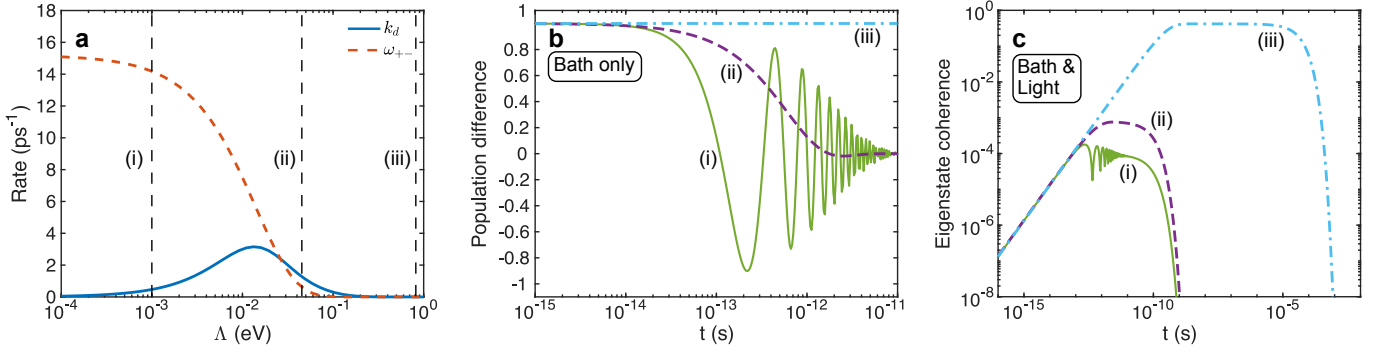 a
k_d
ω_{+-}
(i)
(ii)
(iii)
Rate (ps⁻¹)
18
16
14
12
10
8
6
4
2
0
10⁻⁴
10⁻³
10⁻²
10⁻¹
10⁰
Λ (eV)
b
Bath only
(iii)
(ii)
(i)
Population difference
1
0.8
0.6
0.4
0.2
0
-0.2
-0.4
-0.6
-0.8
-1
10⁻¹⁵
10⁻¹⁴
10⁻¹³
10⁻¹²
10⁻¹¹
t (s)
c
Bath &
Light
(iii)
(ii)
(i)
Eigenstate coherence
10⁰
10⁻²
10⁻⁴
10⁻⁶
10⁻⁸
10⁻¹⁵
10⁻¹⁰
10⁻⁵
t (s)